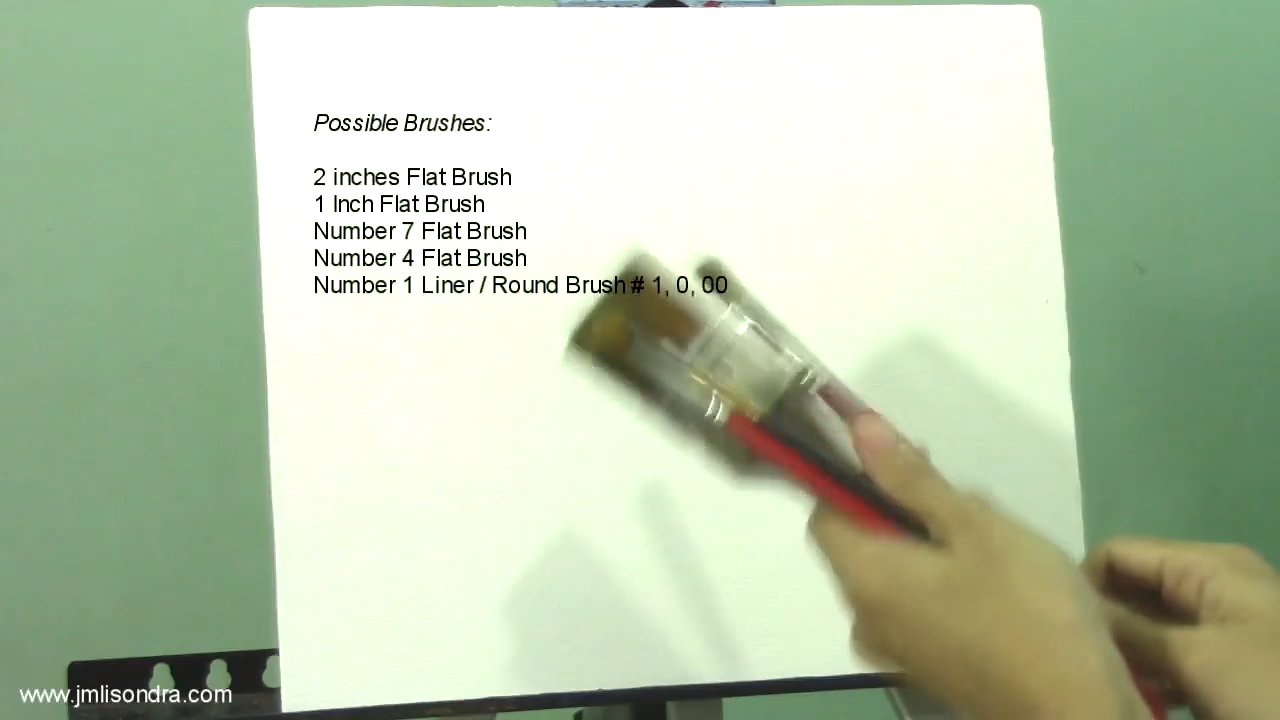 Possible Brushes:
2 inches Flat Brush
1 Inch Flat Brush
Number 7 Flat Brush
Number 4 Flat Brush
Number 1 Liner / Round Brush # 1, 0, 00
www.jmlisondra.com